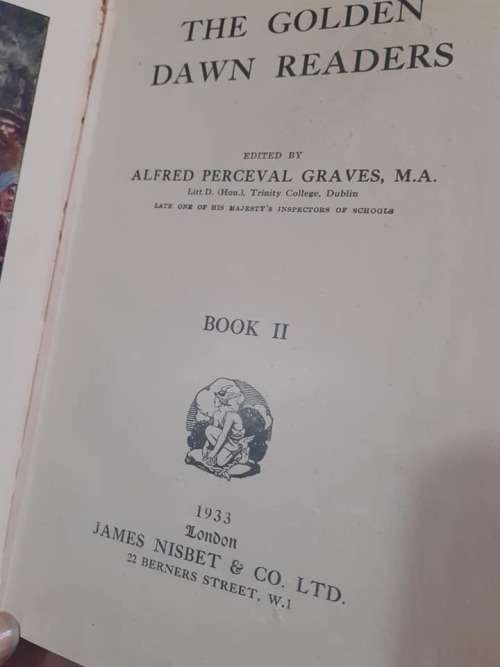 THE GOLDEN
DAWN READERS
EDITED BY
ALFRED PERCEVAL GRAVES, M.A.
Litt.D. (Hon.), Trinity College, Dublin
LATE ONE OF HIS MAJESTY'S INSPECTORS OF SCHOOLS
BOOK II
1933
London
JAMES NISBET & CO. LTD.
22 BERNERS STREET, W.1